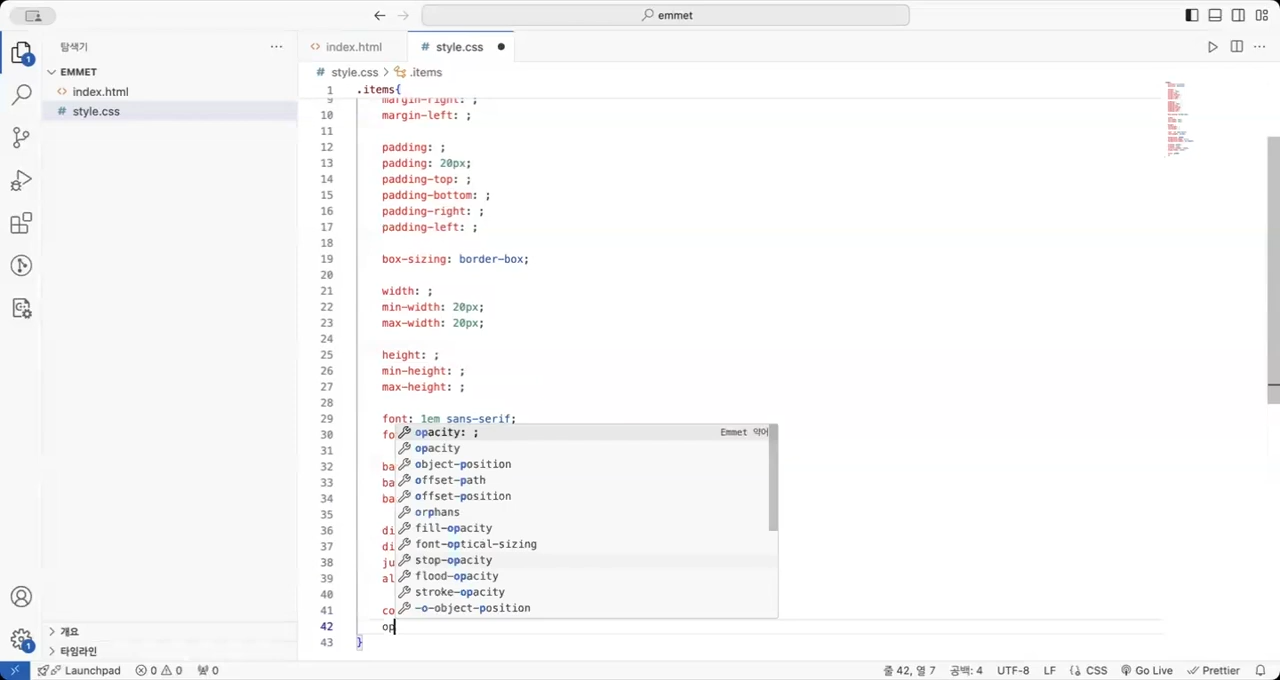 emmet
탐색기
EMMET
index.html
style.css
index.html
style.css
style.css > .items
1 .items{
9 margin-right: ;
10 margin-left: ;
11
12 padding: ;
13 padding: 20px;
14 padding-top: ;
15 padding-bottom: ;
16 padding-right: ;
17 padding-left: ;
18
19 box-sizing: border-box;
20
21 width: ;
22 min-width: 20px;
23 max-width: 20px;
24
25 height: ;
26 min-height: ;
27 max-height: ;
28
29 font: 1em sans-serif;
30 fo
31
32 ba
33 ba
34 ba
35
36 di
37 di
38 ju
39 al
40
41 co
42 op
43 }
opacity: ; Emmet 약어
opacity
object-position
offset-path
offset-position
orphans
fill-opacity
font-optical-sizing
stop-opacity
flood-opacity
stroke-opacity
-o-object-position
1
1
개요
타임라인
Launchpad 0 0 0 줄 42, 열 7 공백: 4 UTF-8 LF CSS Go Live Prettier